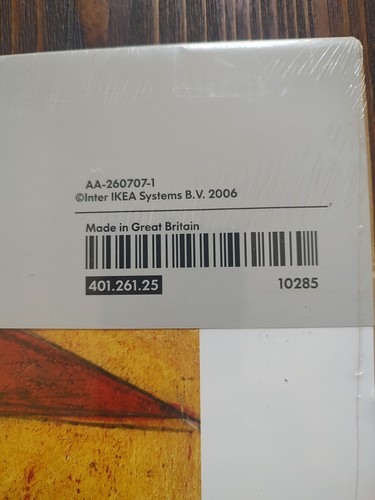 AA-260707-1
©Inter IKEA Systems B.V. 2006
Made in Great Britain
401.261.25 10285